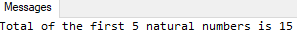 Messages
Total of the first 5 natural numbers is 15